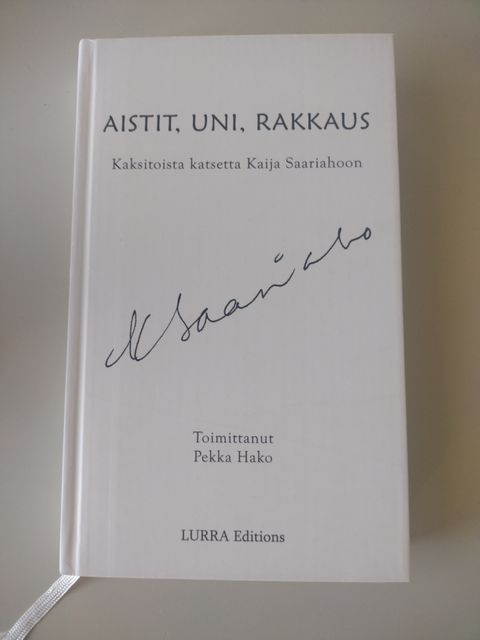 AISTIT, UNI, RAKKAUS
Kaksitoista katsetta Kaija Saariahoon
K Saariaho
Toimittanut
Pekka Hako
LURRA Editions